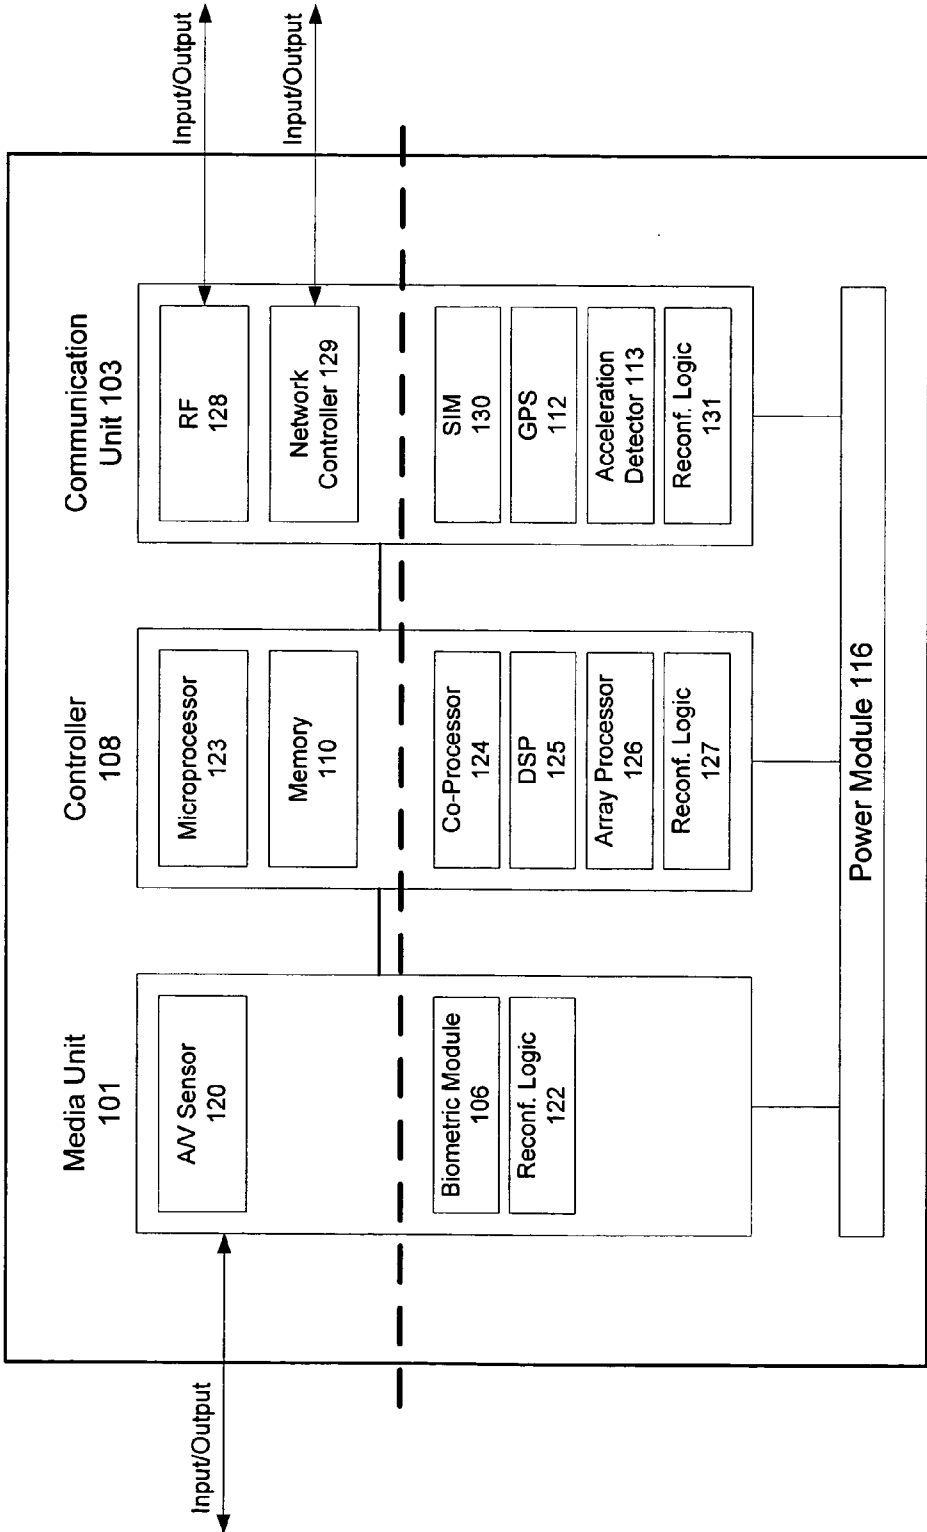 Media Unit
101
Controller
108
Communication
Unit 103
Input/Output
A/V Sensor
120
Biometric Module
106
Reconf. Logic
122
Microprocessor
123
Memory
110
Co-Processor
124
DSP
125
Array Processor
126
Reconf. Logic
127
RF
128
Network
Controller 129
SIM
130
GPS
112
Acceleration
Detector 113
Reconf. Logic
131
Input/Output
Input/Output
Power Module 116